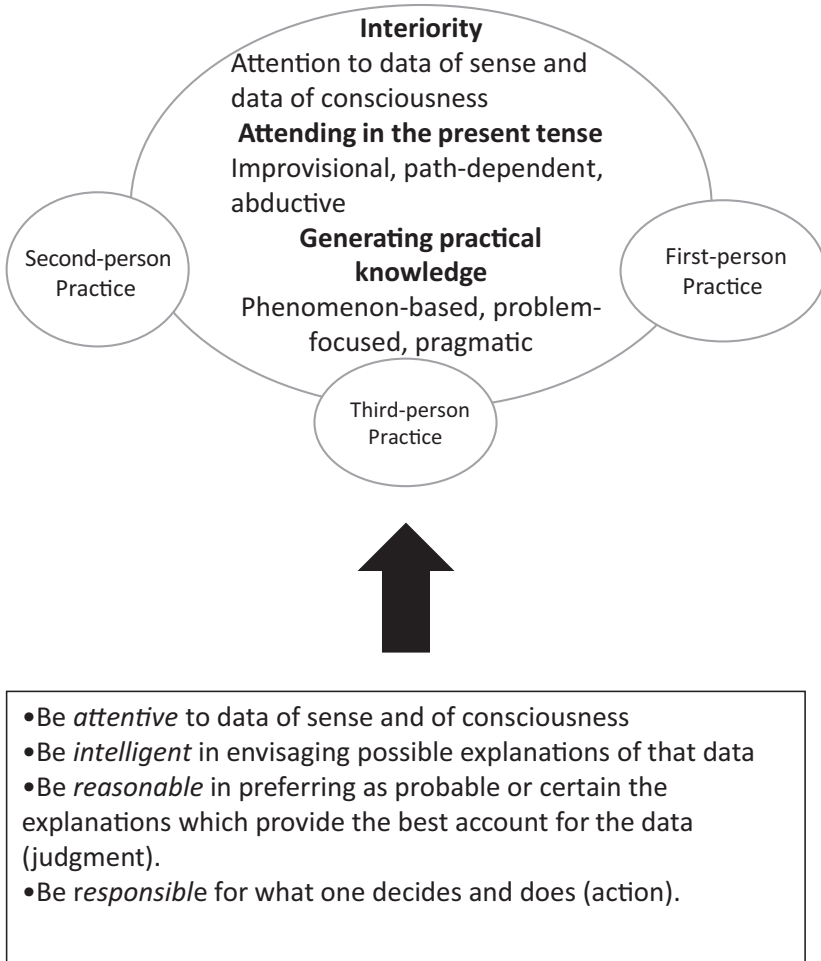 Interiority
Attention to data of sense and
data of consciousness
Attending in the present tense
Improvisional, path-dependent,
abductive
Generating practical
knowledge
Phenomenon-based, problem-
focused, pragmatic
Second-person
Practice
First-person
Practice
Third-person
Practice
•Be attentive to data of sense and of consciousness
•Be intelligent in envisaging possible explanations of that data
•Be reasonable in preferring as probable or certain the
explanations which provide the best account for the data
(judgment).
•Be responsible for what one decides and does (action).